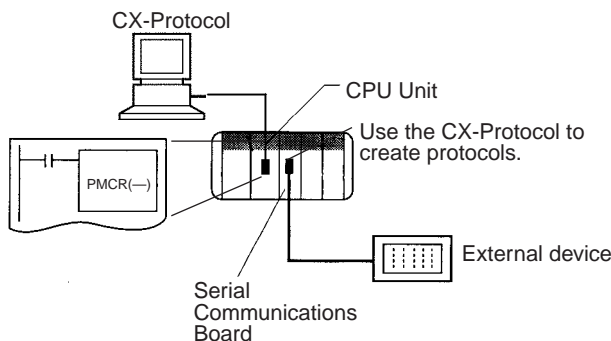 CX-Protocol
CPU Unit
Use the CX-Protocol to
create protocols.
PMCR(—)
External device
Serial
Communications
Board